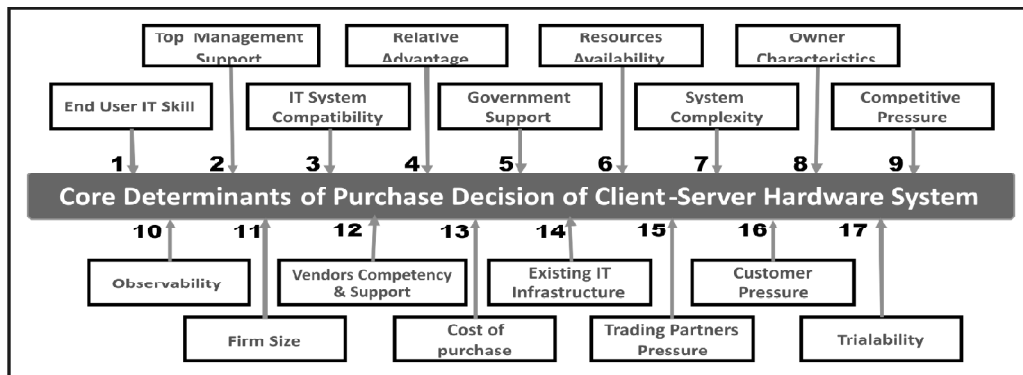 Top Management
Support
Relative
Advantage
Resources
Availability
Owner
Characteristics
End User IT Skill
IT System
Compatibility
Government
Support
System
Complexity
Competitive
Pressure
1 2 3 4 5 6 7 8 9
Core Determinants of Purchase Decision of Client-Server Hardware System
10 11 12 13 14 15 16 17
Observability
Vendors Competency
& Support
Existing IT
Infrastructure
Customer
Pressure
Firm Size
Cost of
purchase
Trading Partners
Pressure
Trialability